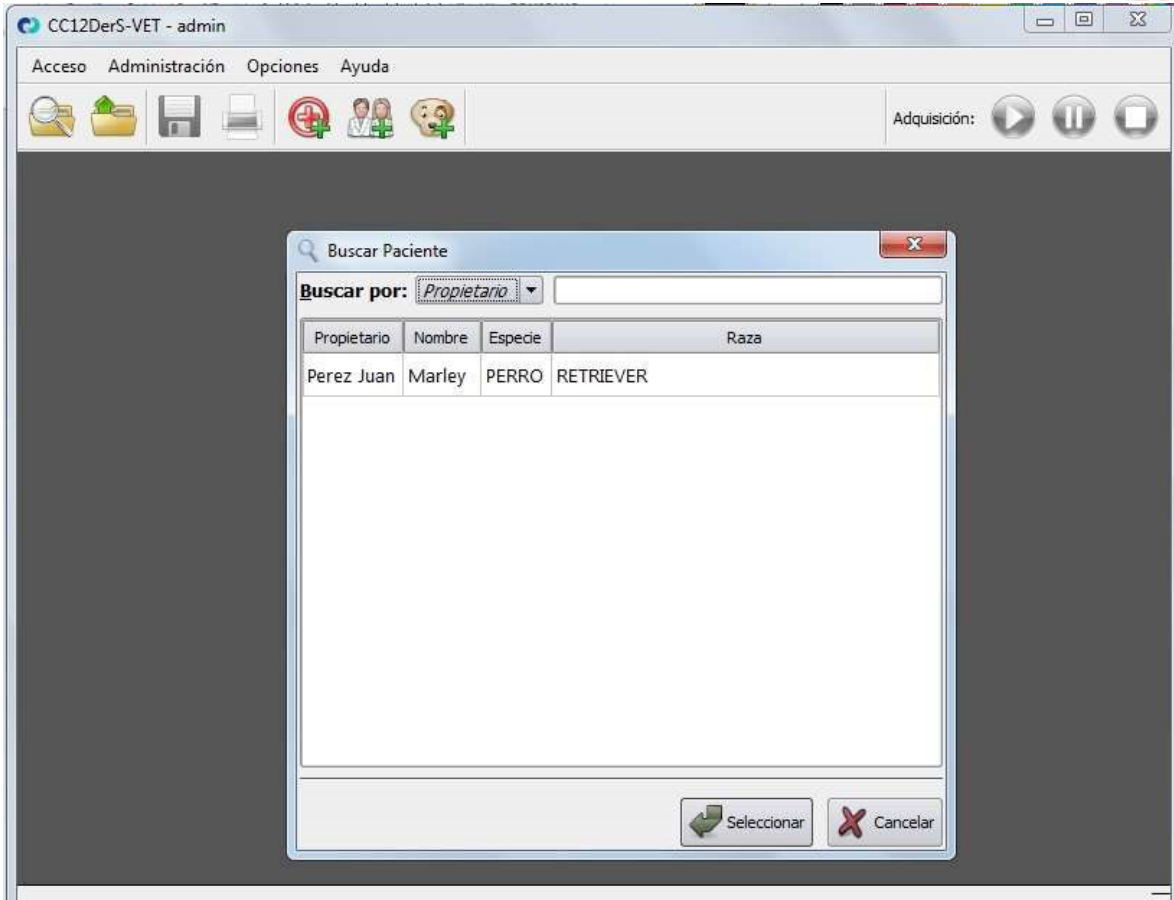 CC12DerS-VET - admin
Acceso Administración Opciones Ayuda
Adquisición:
Buscar Paciente
Buscar por: Propietario
Propietario Nombre Especie Raza
Perez Juan Marley PERRO RETRIEVER
Seleccionar Cancelar